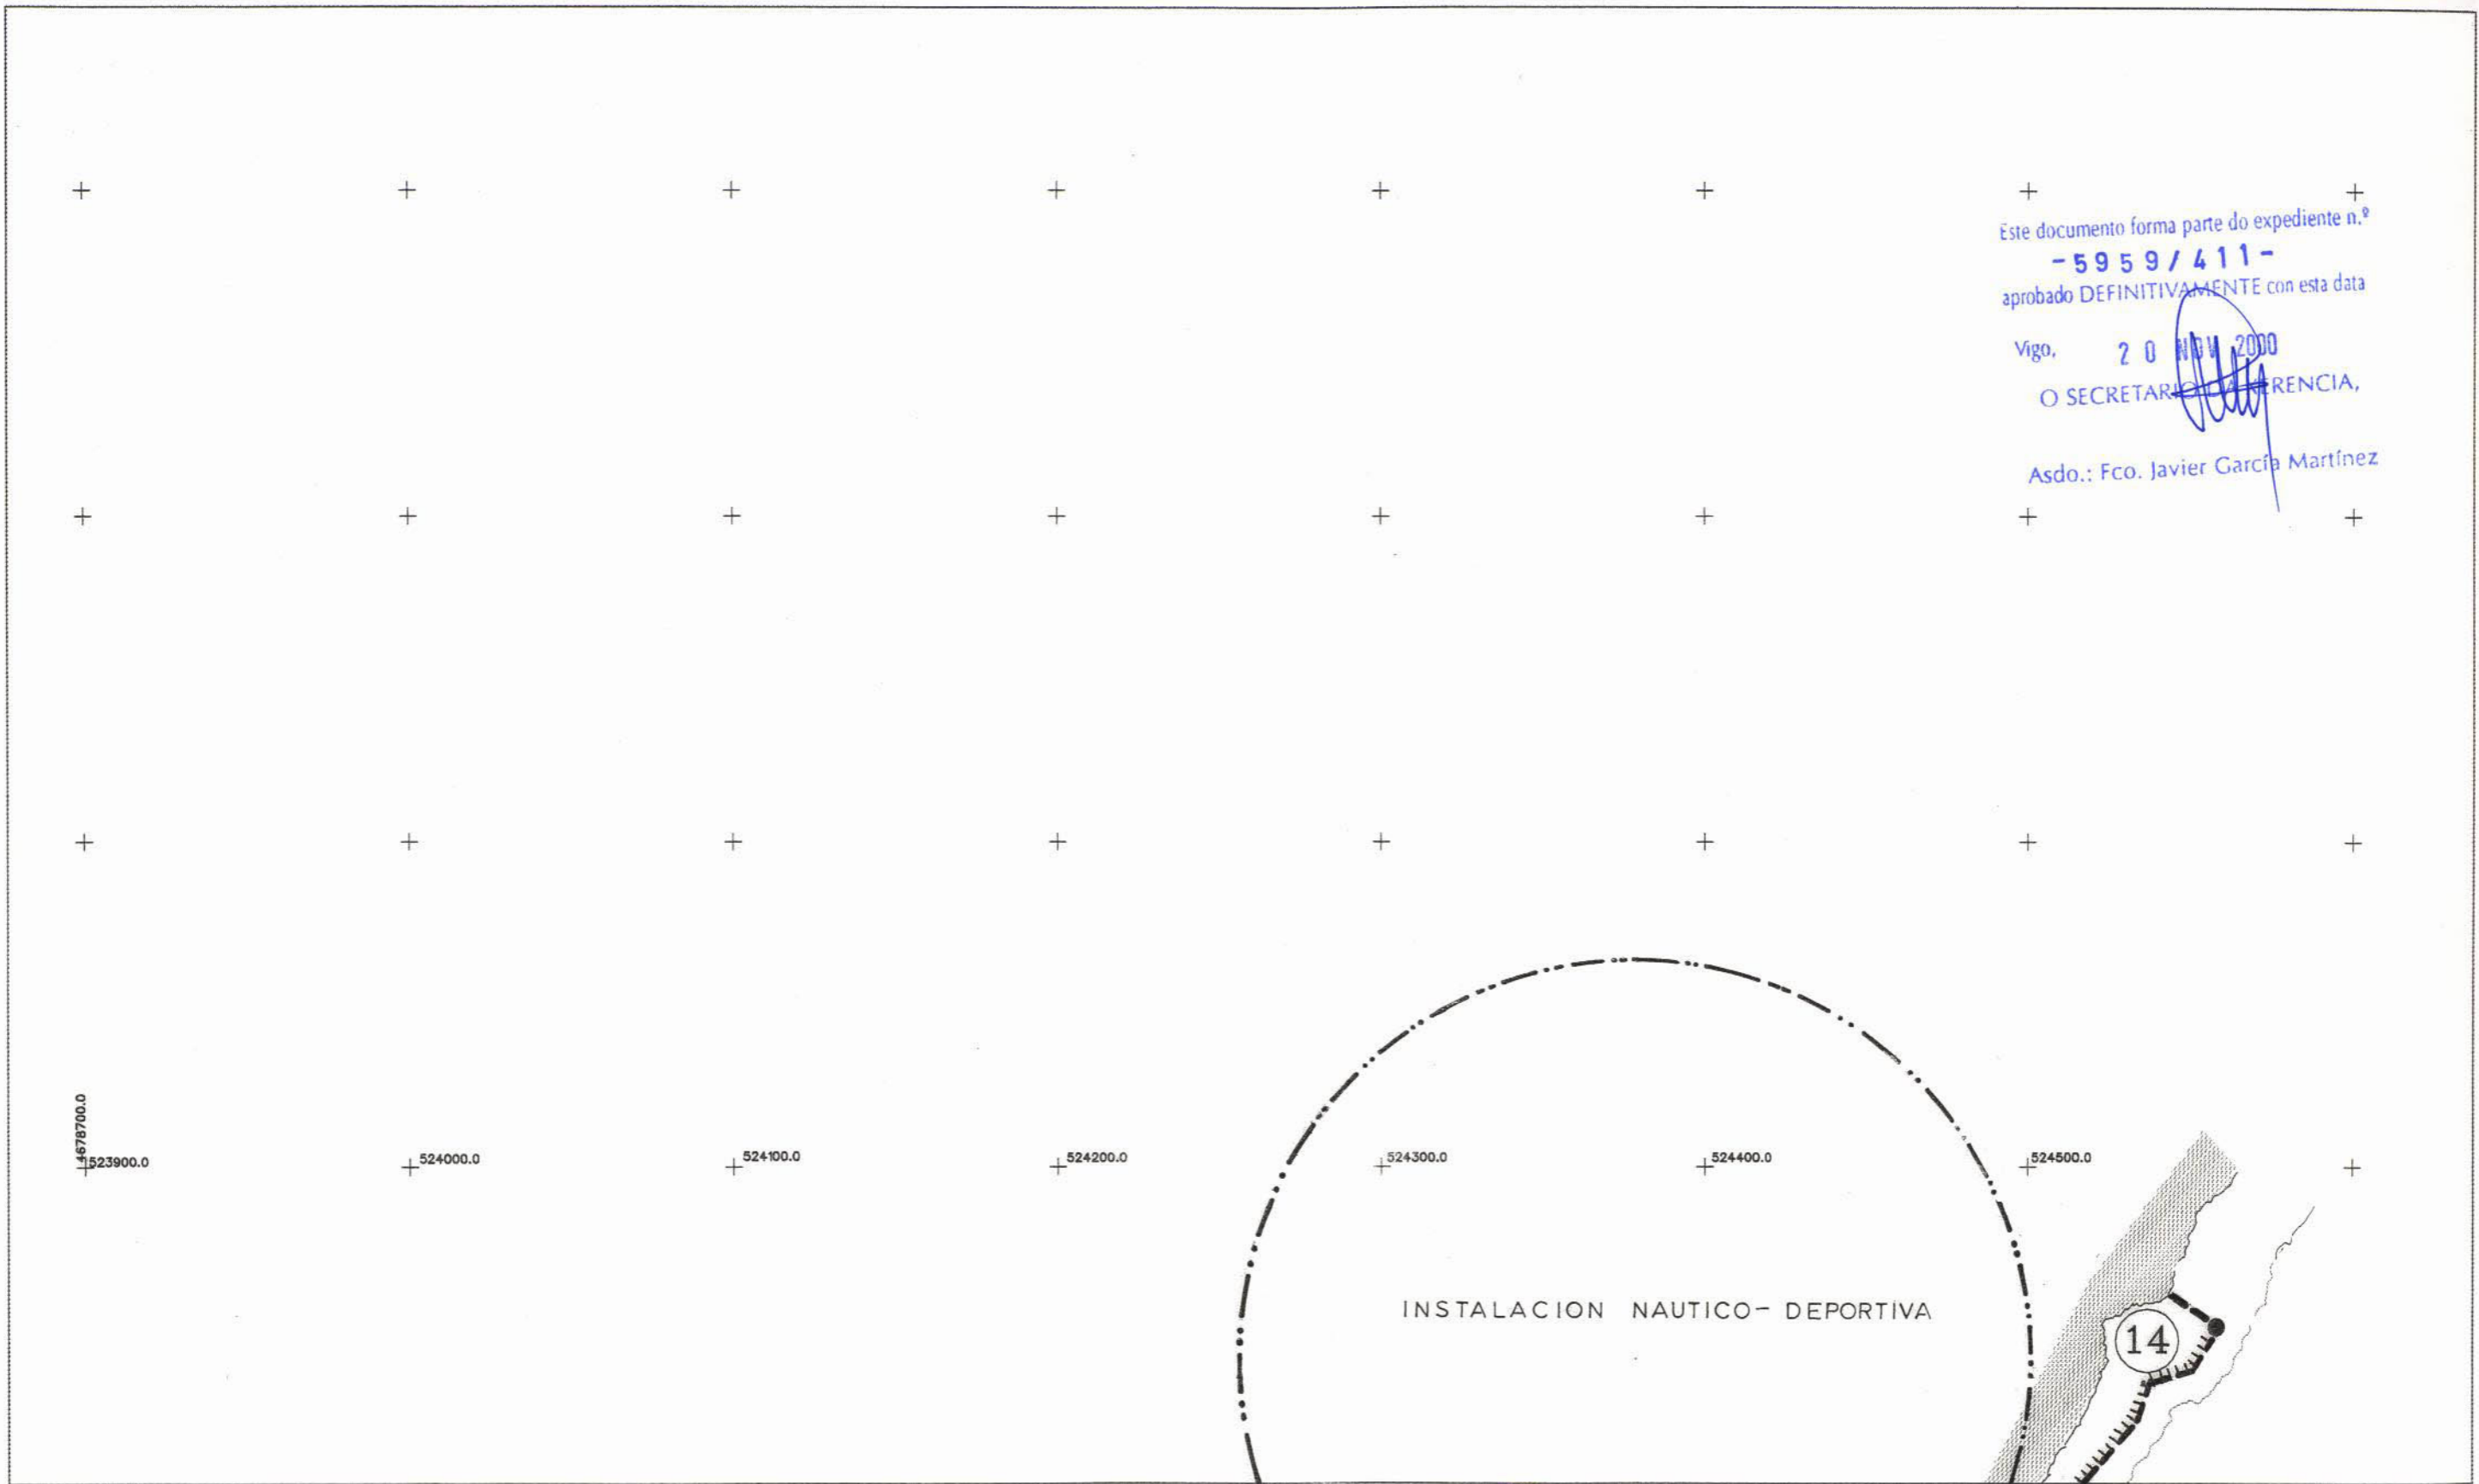 Este documento forma parte do expediente n.º
-5959/411-
aprobado DEFINITIVAMENTE con esta data
Vigo, 20 NOV 2000
O SECRETARIO DA XERENCIA,
Asdo.: Fco. Javier García Martínez
4678700.0
523900.0 524000.0 524100.0 524200.0 524300.0 524400.0 524500.0
INSTALACION NAUTICO- DEPORTIVA
14